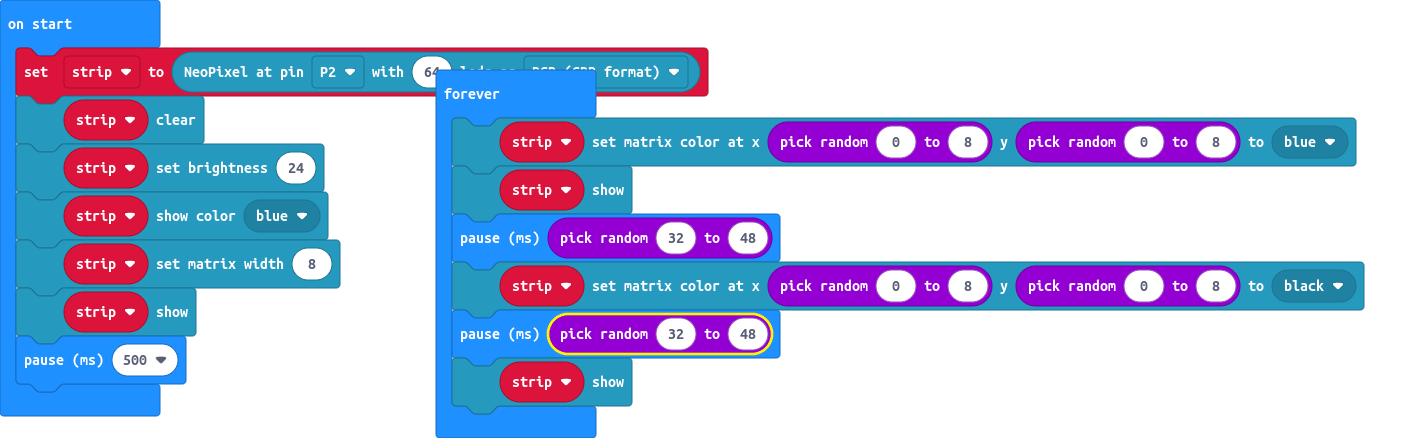 on start
set strip to NeoPixel at pin P2 with 64 format)
strip clear
strip set brightness 24
strip show color blue
strip set matrix width 8
strip show
pause (ms) 500
forever
strip set matrix color at x pick random 0 to 8 y pick random 0 to 8 to blue
strip show
pause (ms) pick random 32 to 48
strip set matrix color at x pick random 0 to 8 y pick random 0 to 8 to black
pause (ms) pick random 32 to 48
strip show